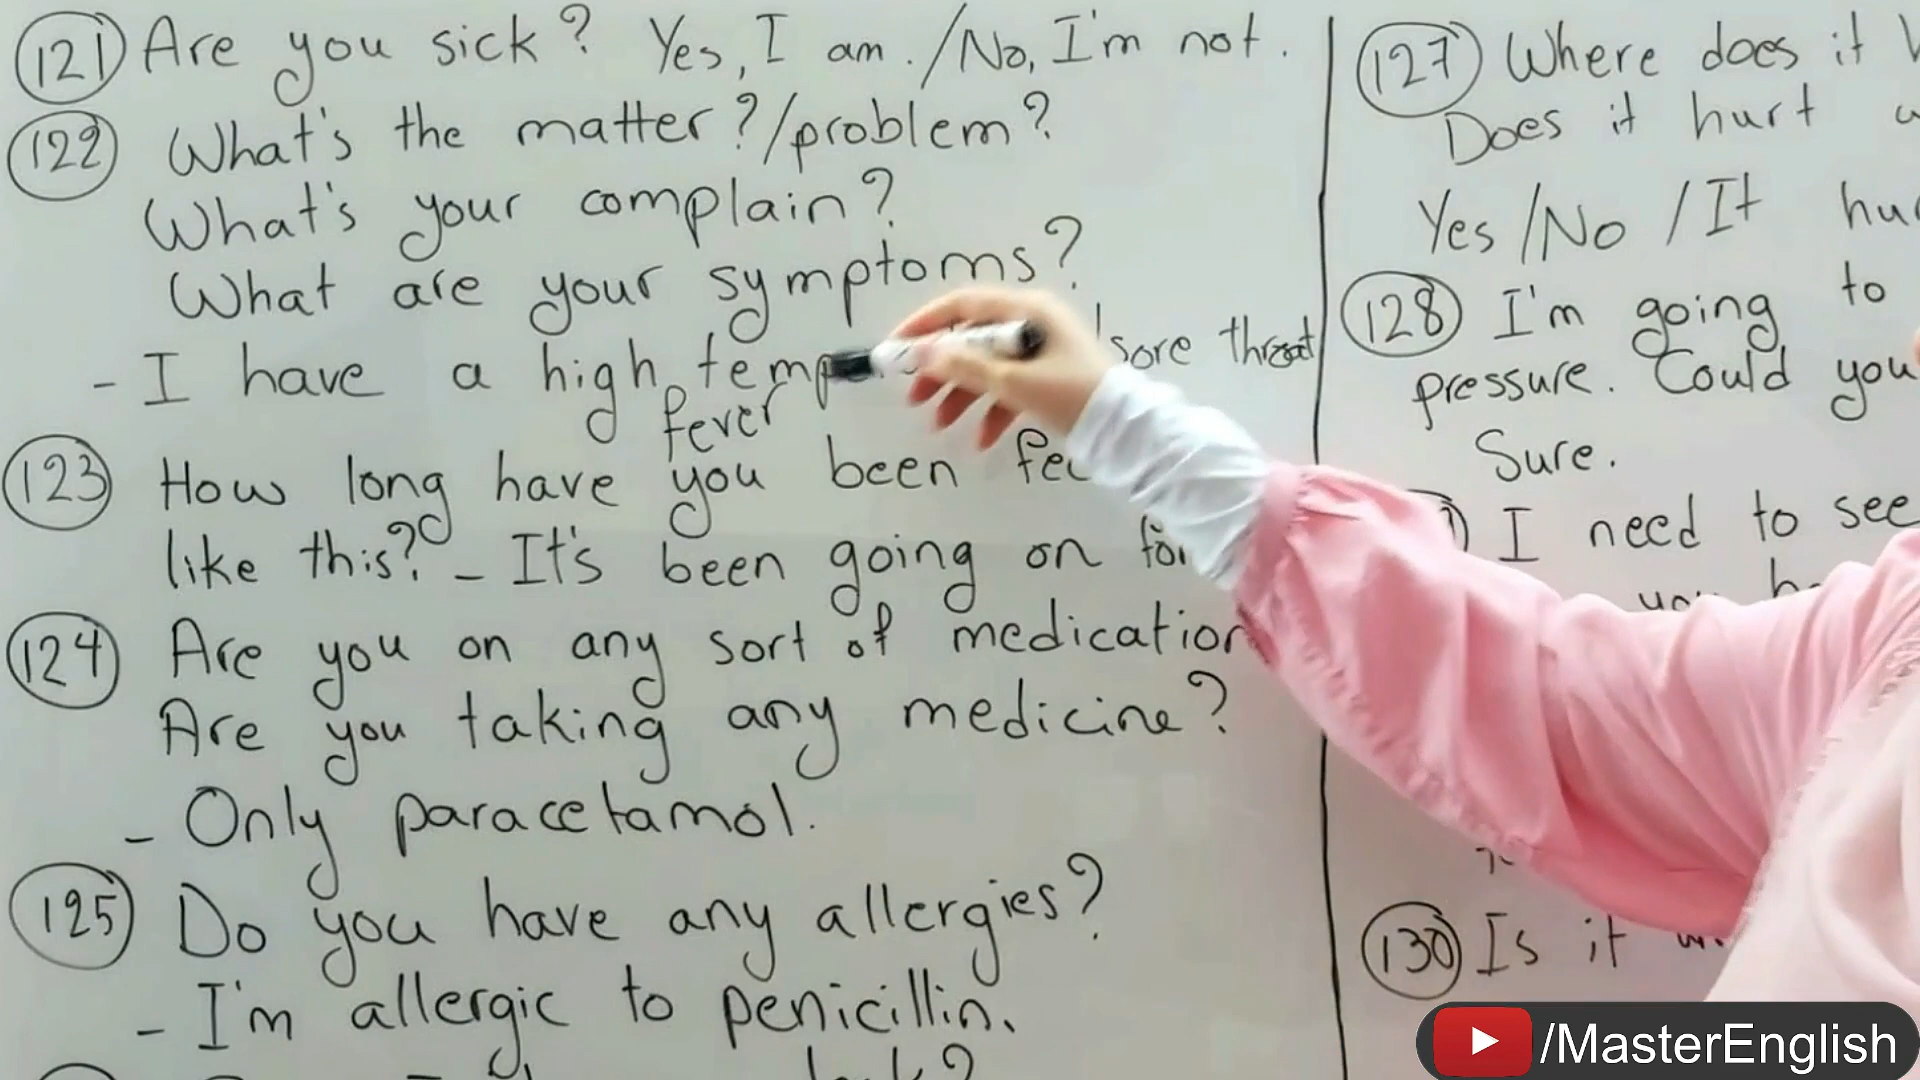 121 Are you sick? Yes, I am. /No, I'm not.
122 What's the matter?/problem?
What's your complain?
What are your symptoms?
- I have a high temp sore throat
fever
123 How long have you been
like this? - It's been going on
124 Are you on any sort of medication
Are you taking any medicine?
- Only paracetamol.
125 Do you have any allergies?
- I'm allergic to penicillin.
127 Where does it
Does it hurt
Yes /No / It
128 I'm going to
pressure. Could you
Sure.
I need to see
130 Is it
/MasterEnglish